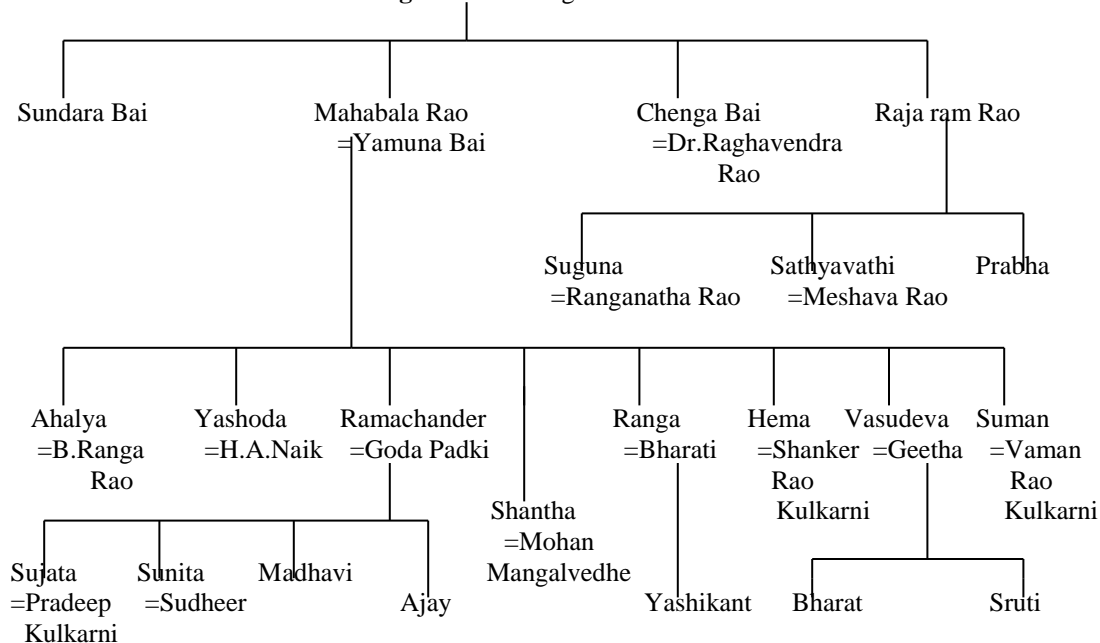 Sundara Bai Mahabala Rao Chenga Bai Raja ram Rao
=Yamuna Bai =Dr.Raghavendra
Rao
Suguna Sathyavathi Prabha
=Ranganatha Rao =Meshava Rao
Ahalya Yashoda Ramachander Ranga Hema Vasudeva Suman
=B.Ranga =H.A.Naik =Goda Padki =Bharati =Shanker =Geetha =Vaman
Rao Rao Rao
Shantha Kulkarni Kulkarni
=Mohan
Sujata Sunita Madhavi Mangalvedhe
=Pradeep =Sudheer Ajay Yashikant Bharat Sruti
Kulkarni